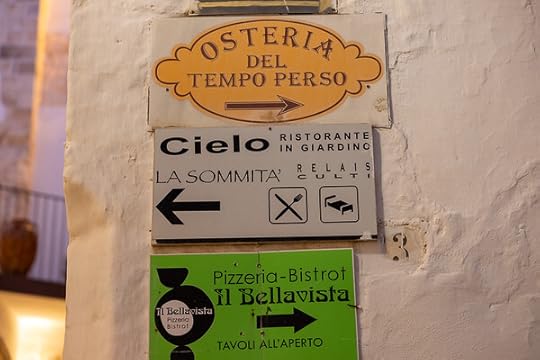 OSTERIA
DEL
TEMPO PERSO
Cielo RISTORANTE
IN GIARDINO
LA SOMMITA' RELAIS
CULTI
3
Pizzeria-Bistrot
Il Bellavista
Il Bellavista
Pizzeria
Bistrot
TAVOLI ALL'APERTO